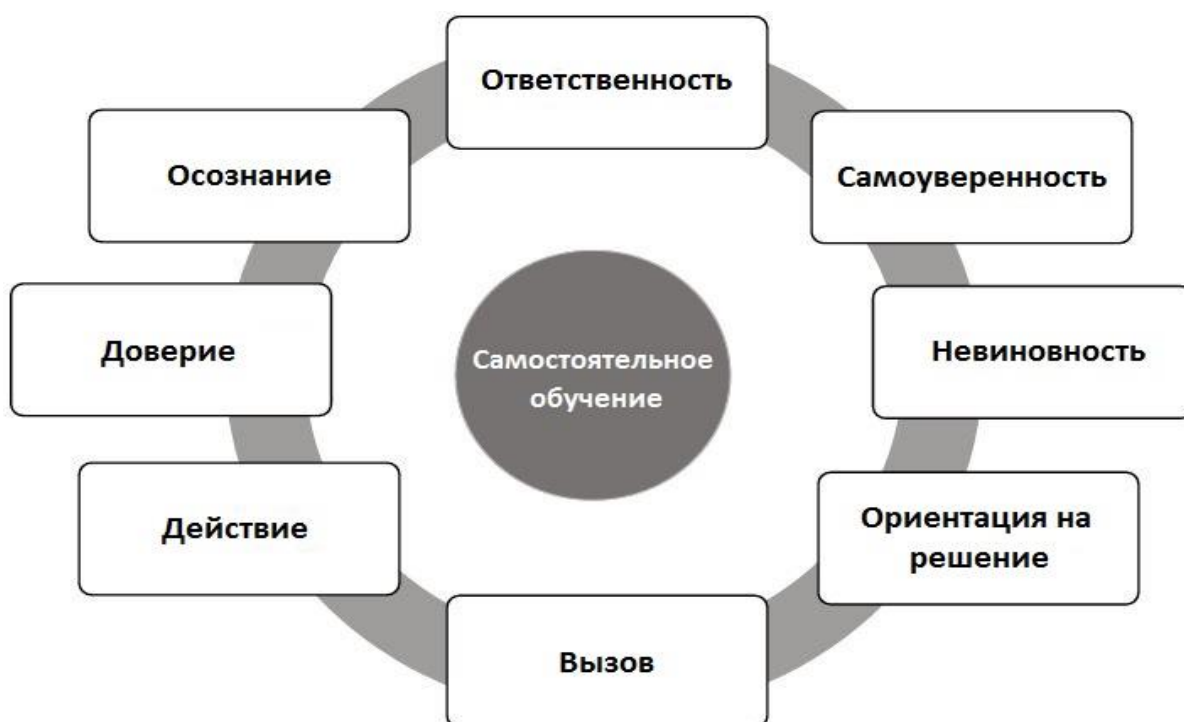 Ответственность
Самоуверенность
Невиновность
Ориентация на
решение
Вызов
Действие
Доверие
Осознание
Самостоятельное
обучение